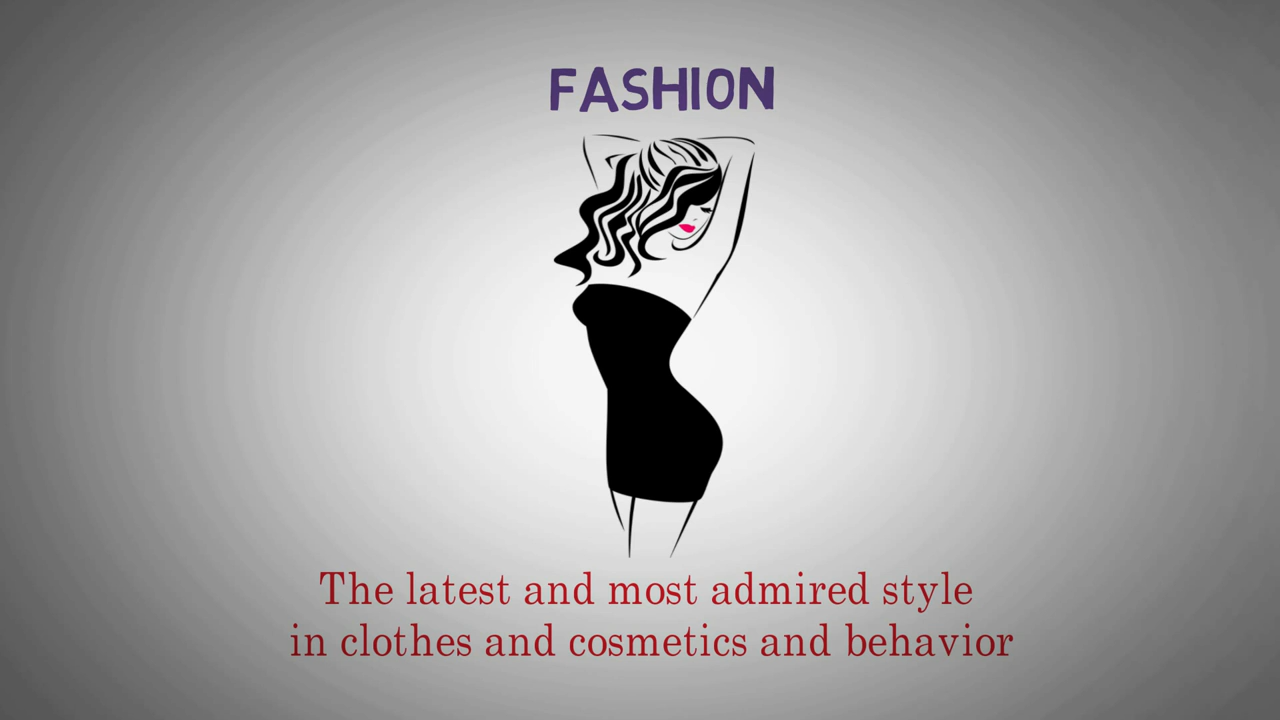 FASHION
The latest and most admired style
in clothes and cosmetics and behavior